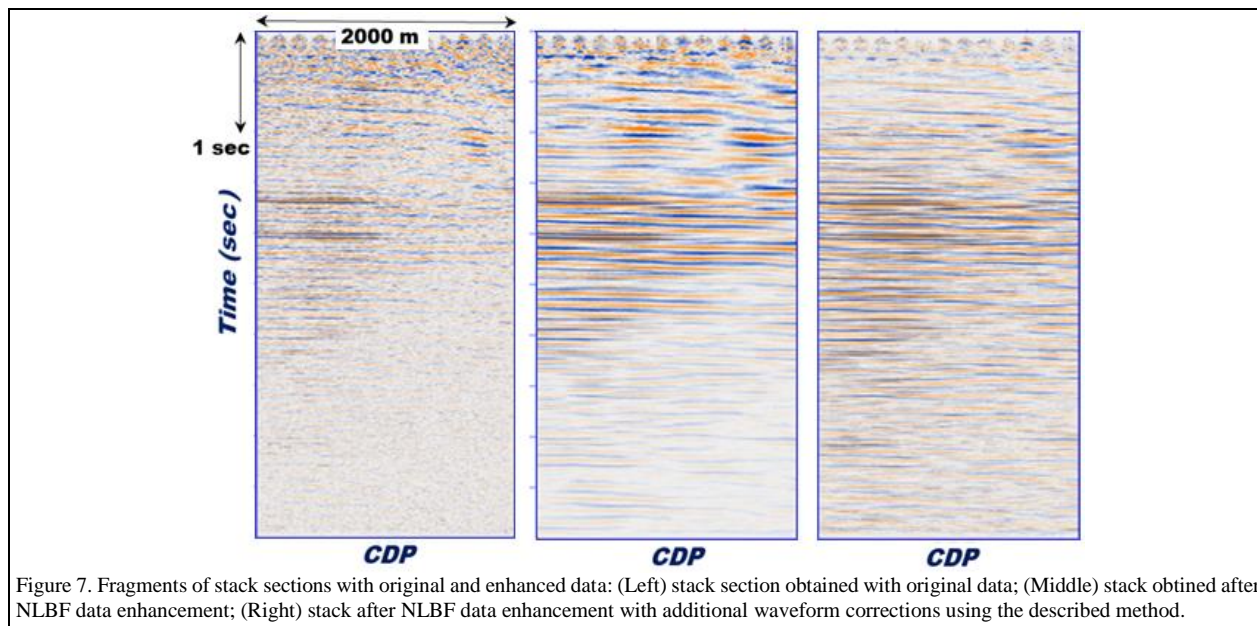 2000 m
1 sec
Time (sec)
CDP
CDP
CDP
Figure 7. Fragments of stack sections with original and enhanced data: (Left) stack section obtained with original data; (Middle) stack obtined after
NLBF data enhancement; (Right) stack after NLBF data enhancement with additional waveform corrections using the described method.